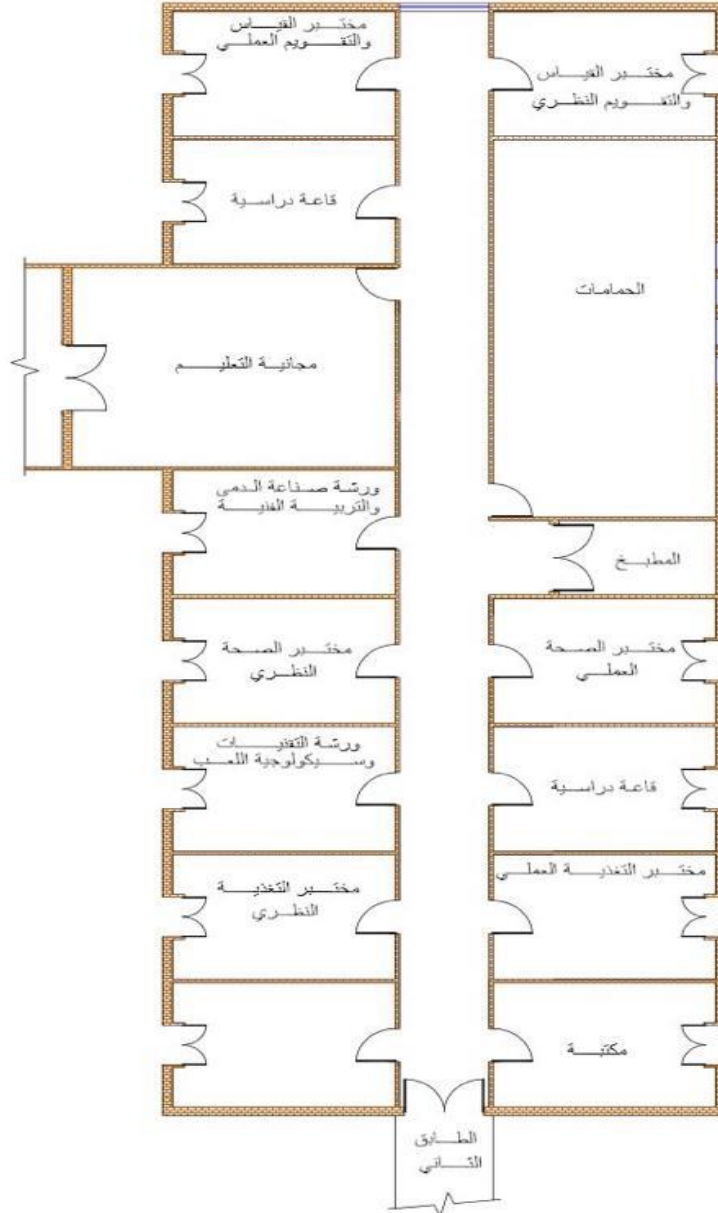 مختبر القياس
والتقويم العملي
مختبر القياس
والتقويم النظري
قاعة دراسية
الحمامات
مجانية التعليم
ورشة صناعة الدمى
والتربية الفنية
المطبخ
مختبر الصحة
النظري
مختبر الصحة
العملي
ورشة التقنيات
وسيكولوجية اللعب
قاعة دراسية
مختبر التغذية
النظري
مختبر التغذية العملي
مكتبة
الطابق
الثاني